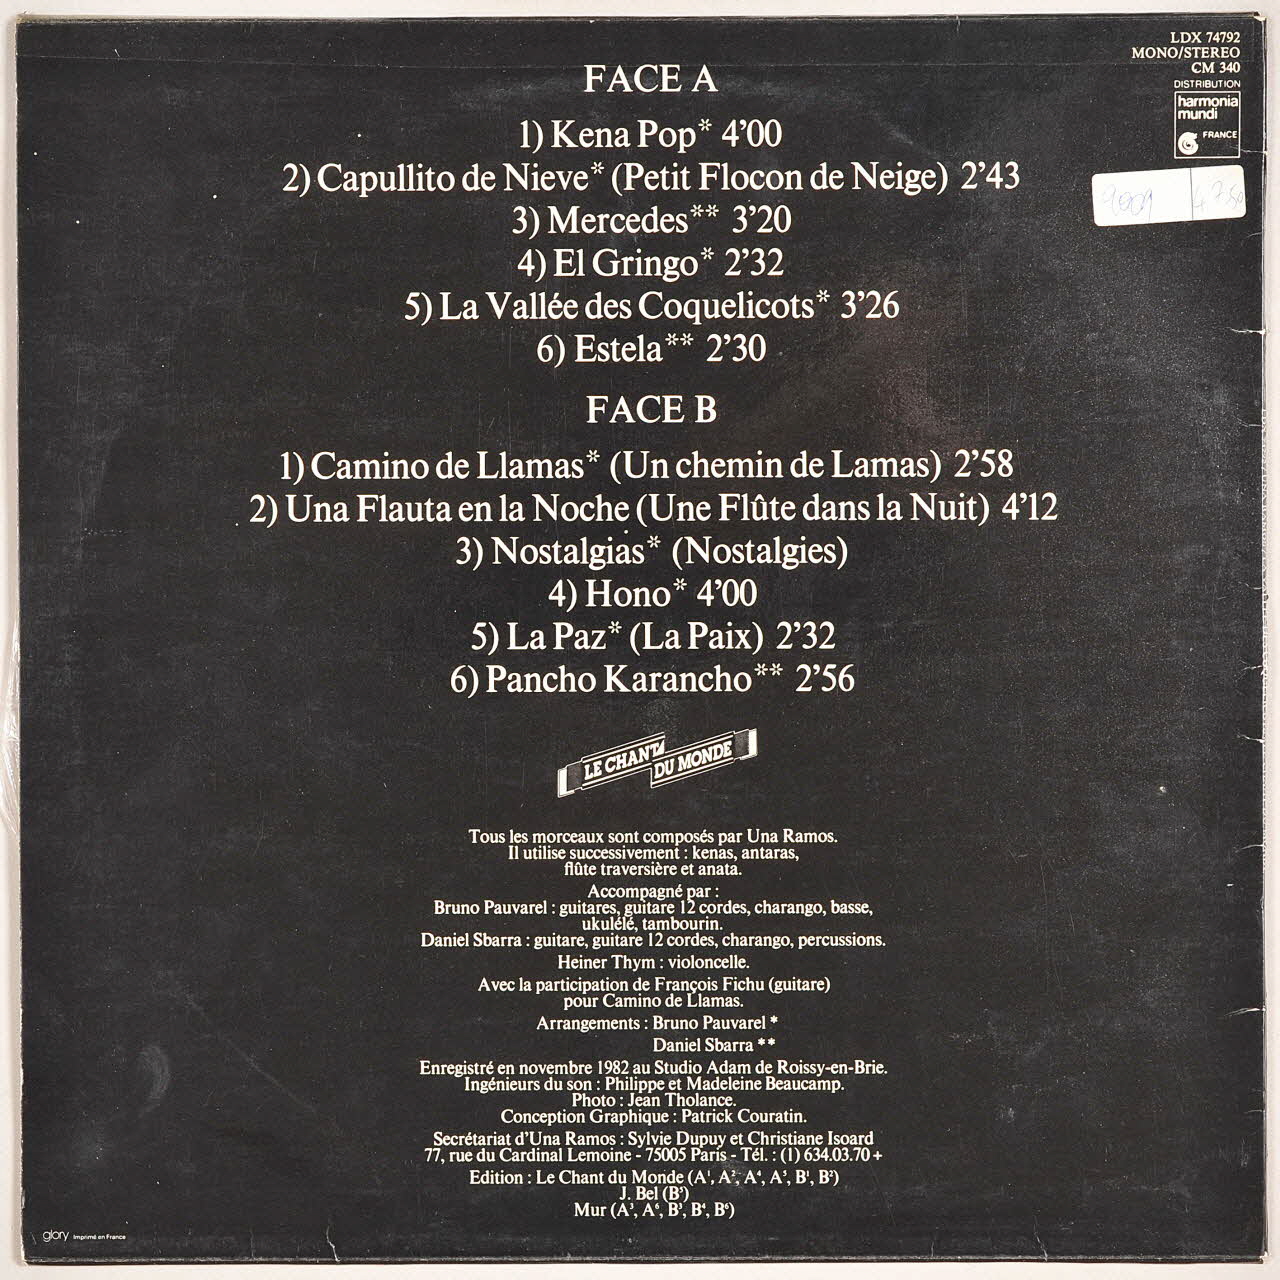 LDX 74792
MONO/STEREO
CM 340
DISTRIBUTION
harmonia
mundi
FRANCE
FACE A
1) Kena Pop* 4'00
2) Capullito de Nieve* (Petit Flocon de Neige) 2'43
3) Mercedes** 3'20
4) El Gringo* 2'32
5) La Vallée des Coquelicots* 3'26
6) Estela** 2'30
FACE B
1) Camino de Llamas* (Un chemin de Lamas) 2'58
2) Una Flauta en la Noche (Une Flûte dans la Nuit) 4'12
3) Nostalgias* (Nostalgies)
4) Hono* 4'00
5) La Paz* (La Paix) 2'32
6) Pancho Karancho** 2'56
LE CHANT
DU MONDE
Tous les morceaux sont composés par Una Ramos.
Il utilise successivement : kenas, antaras,
flûte traversière et anata.
Accompagné par :
Bruno Pauvarel : guitares, guitare 12 cordes, charango, basse,
ukulélé, tambourin.
Daniel Sbarra : guitare, guitare 12 cordes, charango, percussions.
Heiner Thym : violoncelle.
Avec la participation de François Fichu (guitare)
pour Camino de Llamas.
Arrangements : Bruno Pauvarel *
Daniel Sbarra **
Enregistré en novembre 1982 au Studio Adam de Roissy-en-Brie.
Ingénieurs du son : Philippe et Madeleine Beaucamp.
Photo : Jean Tholance.
Conception Graphique : Patrick Couratin.
Secrétariat d'Una Ramos : Sylvie Dupuy et Christiane Isoard
77, rue du Cardinal Lemoine - 75005 Paris - Tél. : (1) 634.03.70 +
Edition : Le Chant du Monde (A¹, A², A⁴, A⁵, B¹, B²)
J. Bel (B⁵)
Mur (A³, A⁶, B³, B⁴, B⁶)
glory Imprimé en France